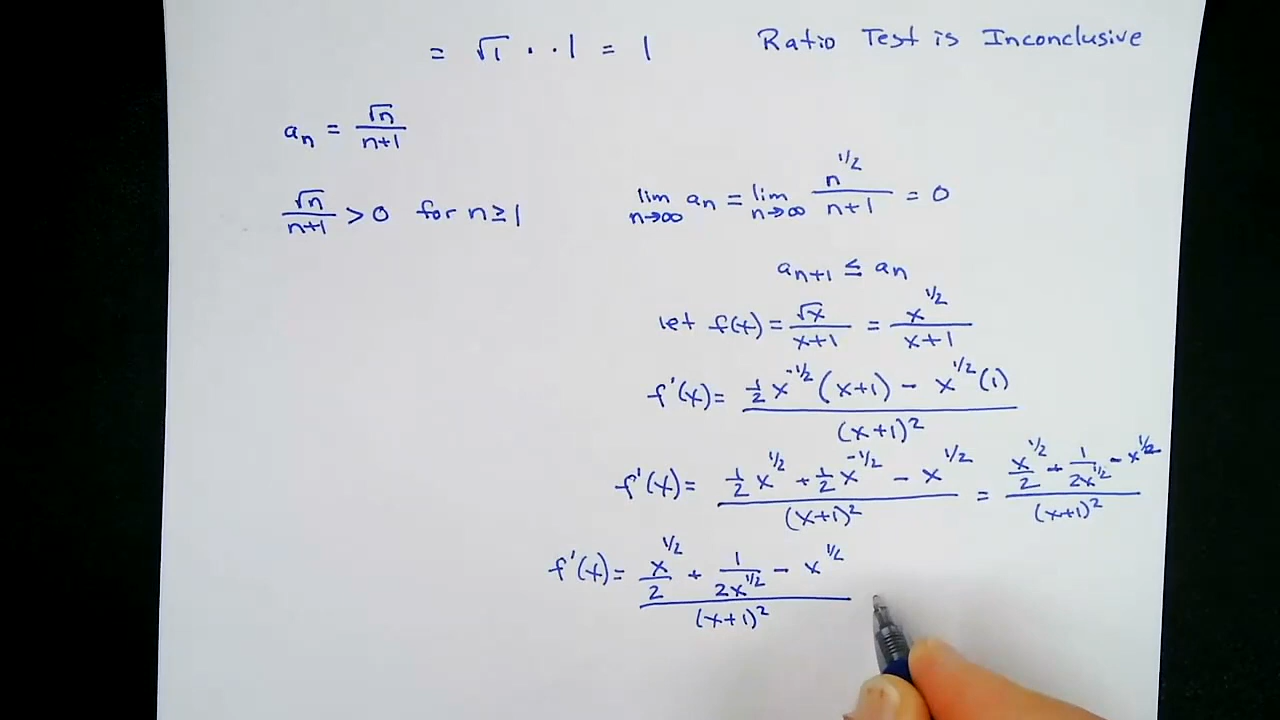 = √1 · · 1 = 1    Ratio Test is Inconclusive
aₙ = √n/(n+1)
√n/(n+1) > 0 for n ≥ 1    lim n→∞ aₙ = lim n→∞ n^(1/2)/(n+1) = 0
aₙ₊₁ ≤ aₙ
let f(x) = √x/(x+1) = x^(1/2)/(x+1)
f'(x) = (½x^(-1/2)(x+1) - x^(1/2)(1))/(x+1)²
f'(x) = (½x^(1/2) + ½x^(-1/2) - x^(1/2))/(x+1)² = (x^(1/2)/2 + 1/(2x^(1/2)) - x^(1/2))/(x+1)²
f'(x) = (x^(1/2)/2 + 1/(2x^(1/2)) - x^(1/2))/(x+1)²